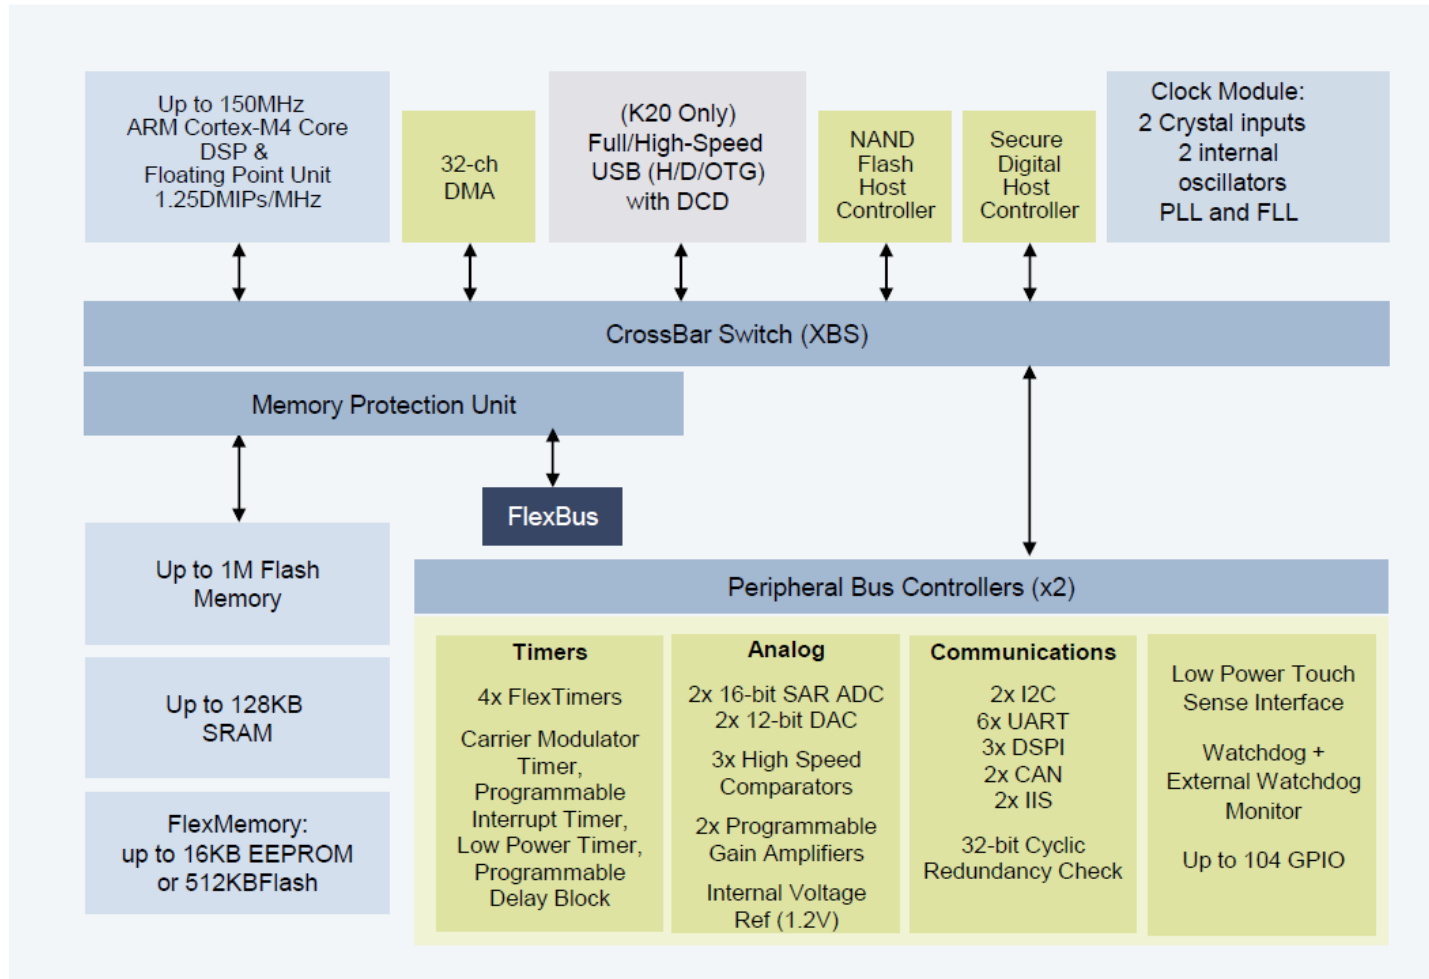 Up to 150MHz
ARM Cortex-M4 Core
DSP &
Floating Point Unit
1.25DMIPs/MHz
32-ch
DMA
(K20 Only)
Full/High-Speed
USB (H/D/OTG)
with DCD
NAND
Flash
Host
Controller
Secure
Digital
Host
Controller
Clock Module:
2 Crystal inputs
2 internal
oscillators
PLL and FLL
CrossBar Switch (XBS)
Memory Protection Unit
FlexBus
Up to 1M Flash
Memory
Up to 128KB
SRAM
FlexMemory:
up to 16KB EEPROM
or 512KBFlash
Peripheral Bus Controllers (x2)
Timers
4x FlexTimers
Carrier Modulator
Timer,
Programmable
Interrupt Timer,
Low Power Timer,
Programmable
Delay Block
Analog
2x 16-bit SAR ADC
2x 12-bit DAC
3x High Speed
Comparators
2x Programmable
Gain Amplifiers
Internal Voltage
Ref (1.2V)
Communications
2x I2C
6x UART
3x DSPI
2x CAN
2x IIS
32-bit Cyclic
Redundancy Check
Low Power Touch
Sense Interface
Watchdog +
External Watchdog
Monitor
Up to 104 GPIO